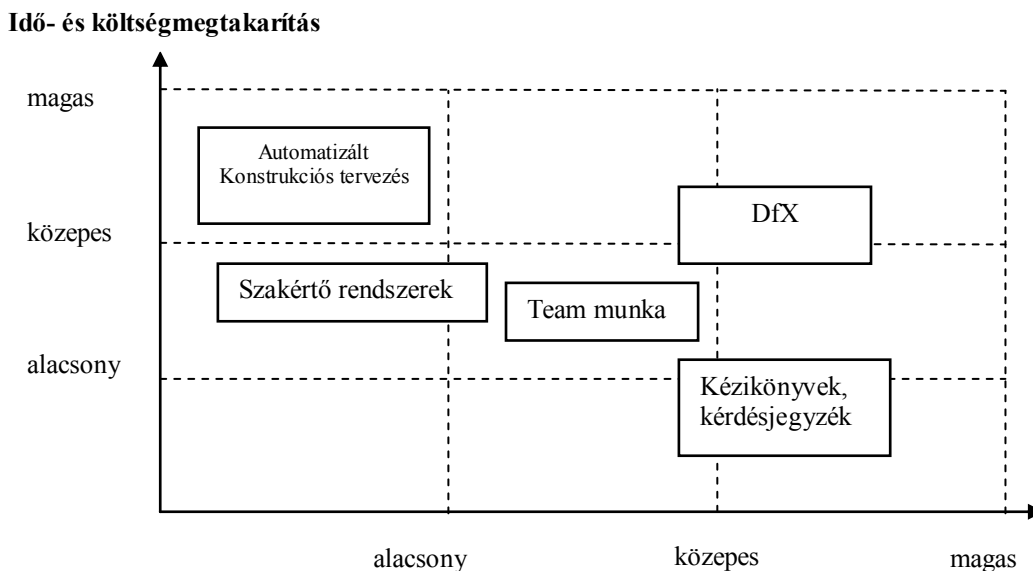 Idő- és költségmegtakarítás
magas
Automatizált
Konstrukciós tervezés
DfX
közepes
Szakértő rendszerek
Team munka
alacsony
Kézikönyvek,
kérdésjegyzék
alacsony
közepes
magas